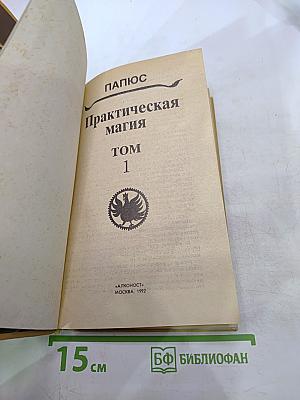 ПАПЮС
Практическая
магия
ТОМ
1
«АЛКОНОСТ»
МОСКВА, 1992
15 см
БФ БИБЛИОФАН